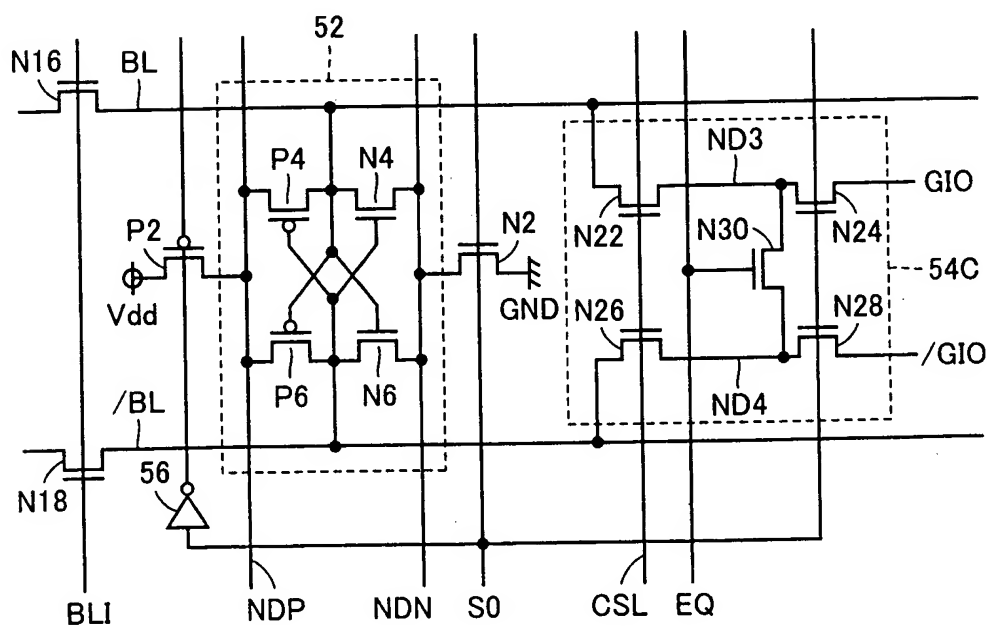 52
N16
BL
ND3
P4
N4
GIO
P2
N2
N22
N30
N24
54C
Vdd
GND
N26
N28
P6
N6
/GIO
/BL
ND4
N18
56
BLI
NDP
NDN
S0
CSL
EQ